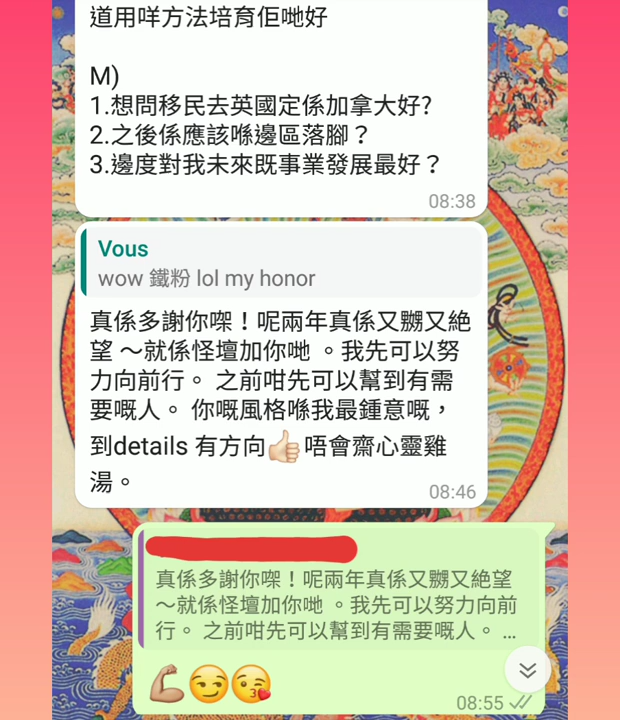 道用咩方法培育佢哋好
M)
1.想問移民去英國定係加拿大好?
2.之後係應該喺邊區落腳？
3.邊度對我未來既事業發展最好？
08:38
Vous
wow 鐵粉 lol my honor
真係多謝你㗎！呢兩年真係又嬲又絕
望 ～就係怪壇加你哋 。我先可以努
力向前行。 之前咁先可以幫到有需
要嘅人。 你嘅風格喺我最鍾意嘅，
到details 有方向👍🏻唔會齋心靈雞
湯。
08:46
真係多謝你㗎！呢兩年真係又嬲又絕望
～就係怪壇加你哋 。我先可以努力向前
行。 之前咁先可以幫到有需要嘅人。 ...
💪🏼😏😘
08:55